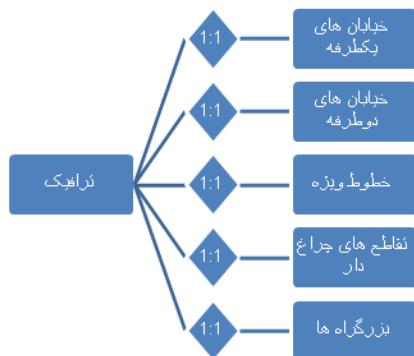 1:1
خیابان های
یکطرفه
1:1
خیابان های
دوطرفه
ترافیک
1:1
خطوط ویژه
1:1
تقاطع های چراغ
دار
1:1
بزرگراه ها